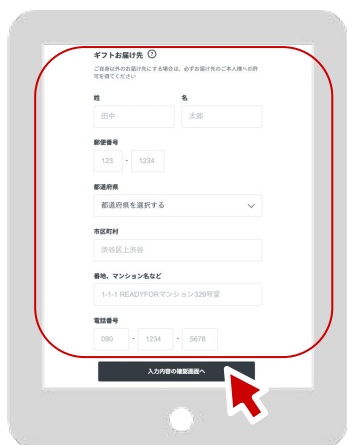 ギフトお届け先 ?
ご自身以外のお届け先にする場合は、必ずお届け先のご本人様への許
可を得てください
姓 名
田中 太郎
郵便番号
123 - 1234
都道府県
都道府県を選択する
市区町村
渋谷区上渋谷
番地、マンション名など
1-1-1 READYFORマンション329号室
電話番号
090 - 1234 - 5678
入力内容の確認画面へ